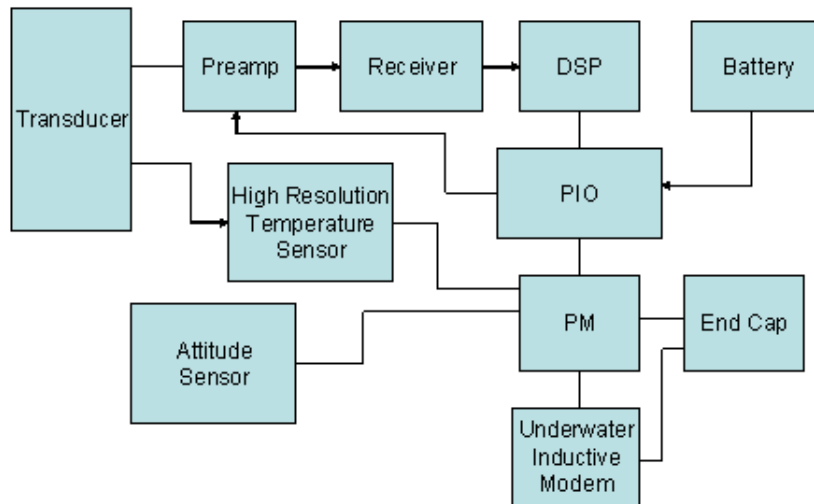 Transducer
Preamp
Receiver
DSP
Battery
High Resolution
Temperature
Sensor
PIO
Attitude
Sensor
PM
End Cap
Underwater
Inductive
Modem